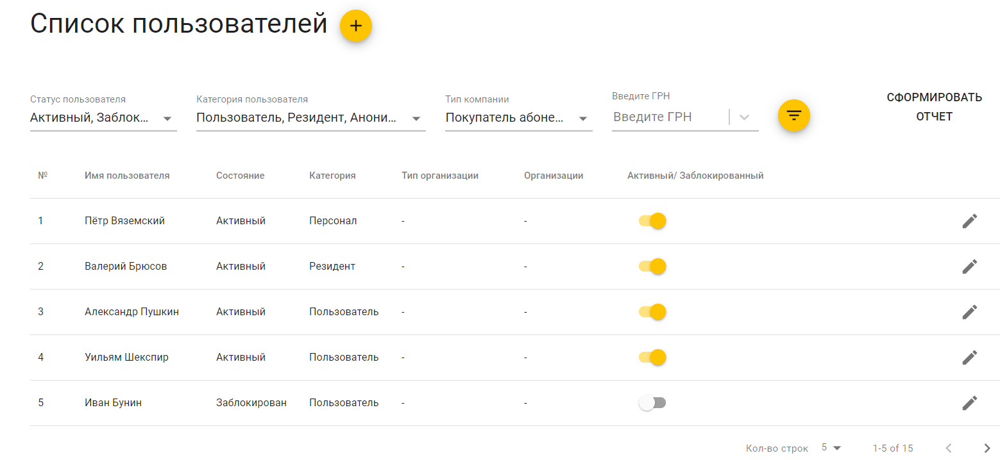 Список пользователей
Статус пользователя Категория пользователя Тип компании Введите ГРН
Активный, Заблок... Пользователь, Резидент, Анони... Покупатель абоне... Введите ГРН
СФОРМИРОВАТЬ
ОТЧЕТ
№ Имя пользователя Состояние Категория Тип организации Организации Активный/ Заблокированный
1 Пётр Вяземский Активный Персонал - -
2 Валерий Брюсов Активный Резидент - -
3 Александр Пушкин Активный Пользователь - -
4 Уильям Шекспир Активный Пользователь - -
5 Иван Бунин Заблокирован Пользователь - -
Кол-во строк 5 1-5 of 15